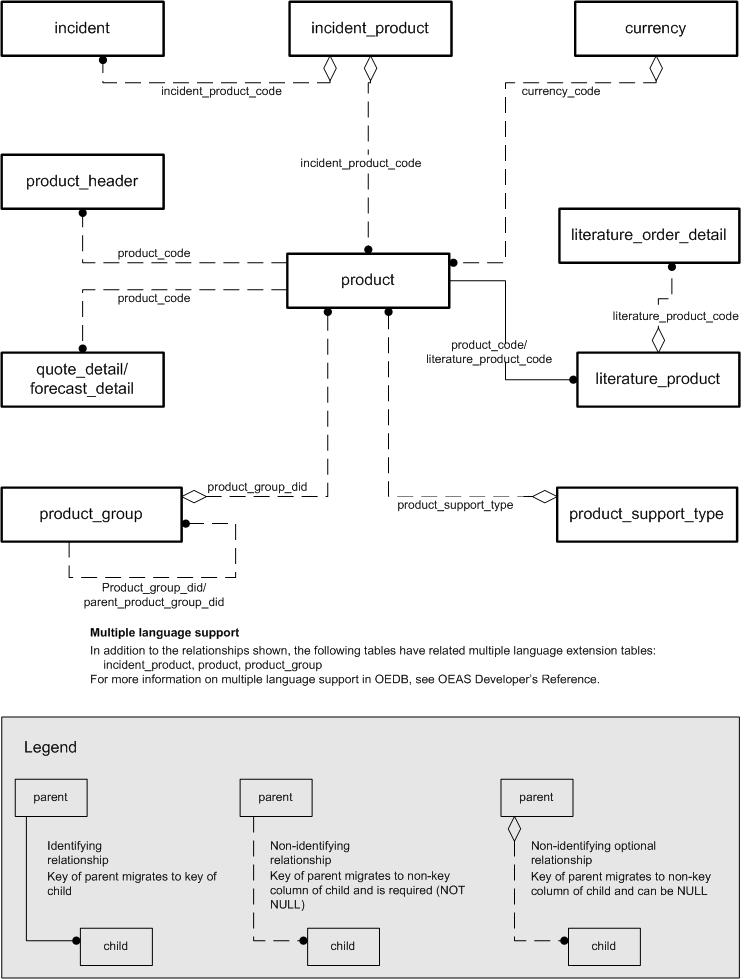 incident
incident_product
currency
incident_product_code
currency_code
incident_product_code
product_header
literature_order_detail
product_code
product
product_code
literature_product_code
product_code/
literature_product_code
quote_detail/
forecast_detail
literature_product
product_group_did
product_group
product_support_type
product_support_type
Product_group_did/
parent_product_group_did
Multiple language support
In addition to the relationships shown, the following tables have related multiple language extension tables:
incident_product, product, product_group
For more information on multiple language support in OEDB, see OEAS Developer's Reference.
Legend
parent
Identifying
relationship
Key of parent migrates to key of
child
child
parent
Non-identifying
relationship
Key of parent migrates to non-key
column of child and is required (NOT
NULL)
child
parent
Non-identifying optional
relationship
Key of parent migrates to non-key
column of child and can be NULL
child